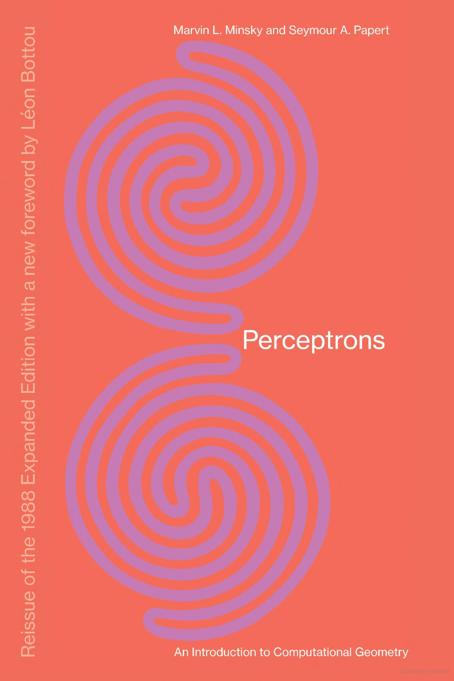 Marvin L. Minsky and Seymour A. Papert
Reissue of the 1988 Expanded Edition with a new foreword by Léon Bottou
Perceptrons
An Introduction to Computational Geometry